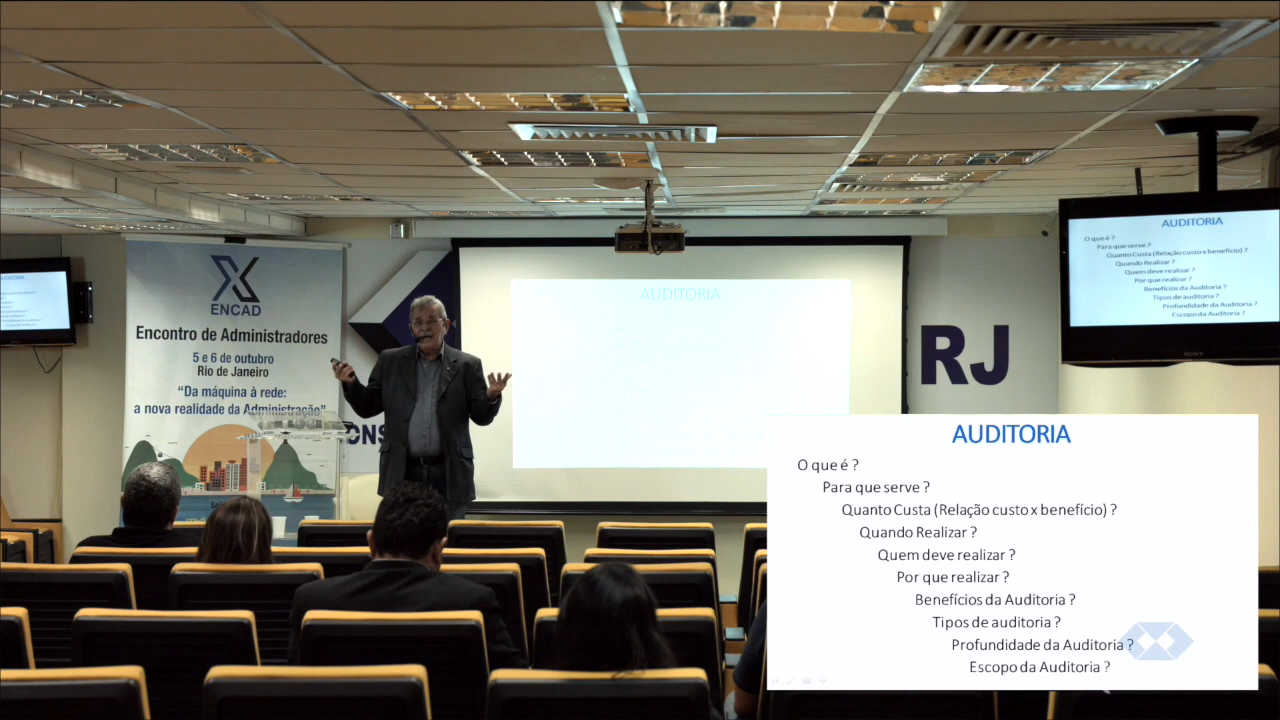 ENCAD
Encontro de Administradores
5 e 6 de outubro
Rio de Janeiro
“Da máquina à rede:
a nova realidade da Administração”
RJ
AUDITORIA
AUDITORIA
O que é ?
Para que serve ?
Quanto Custa (Relação custo x benefício) ?
Quando Realizar ?
Quem deve realizar ?
Por que realizar ?
Benefícios da Auditoria ?
Tipos de auditoria ?
Profundidade da Auditoria ?
Escopo da Auditoria ?
SONY
AUDITORIA
O que é ?
Para que serve ?
Quanto Custa (Relação custo x benefício) ?
Quando Realizar ?
Quem deve realizar ?
Por que realizar ?
Benefícios da Auditoria ?
Tipos de auditoria ?
Profundidade da Auditoria ?
Escopo da Auditoria ?